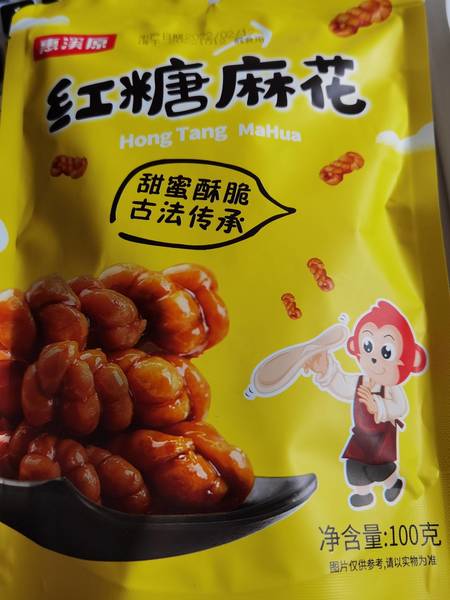 惠溪原
红糖麻花
Hong Tang MaHua
甜蜜酥脆
古法传承
净含量:100克
图片仅供参考,请以实物为准